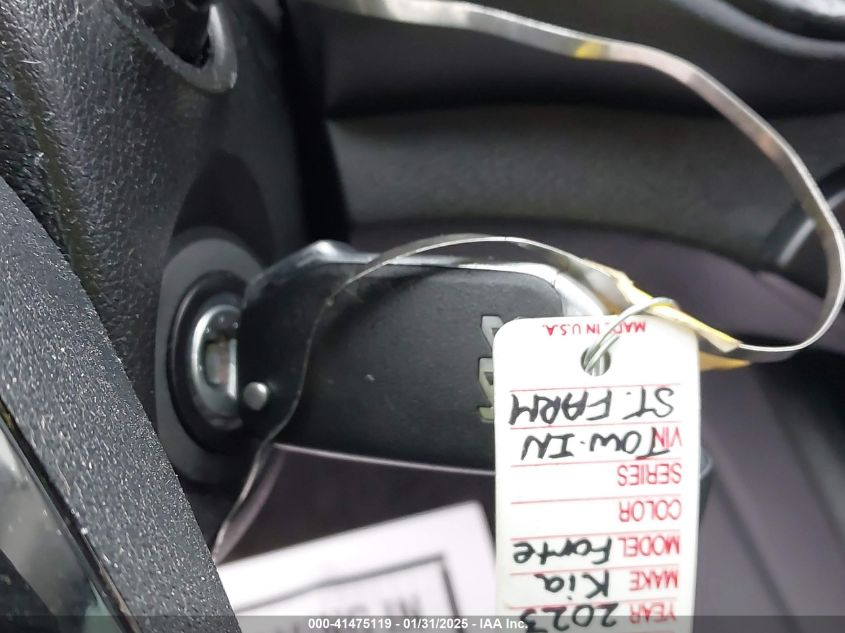 YEAR 2023
MAKE Kia
MODEL Forte
COLOR
SERIES
VIN TOW-IN
ST. FARM
MADE IN U.S.A.
000-41475119 - 01/31/2025 - IAA Inc.